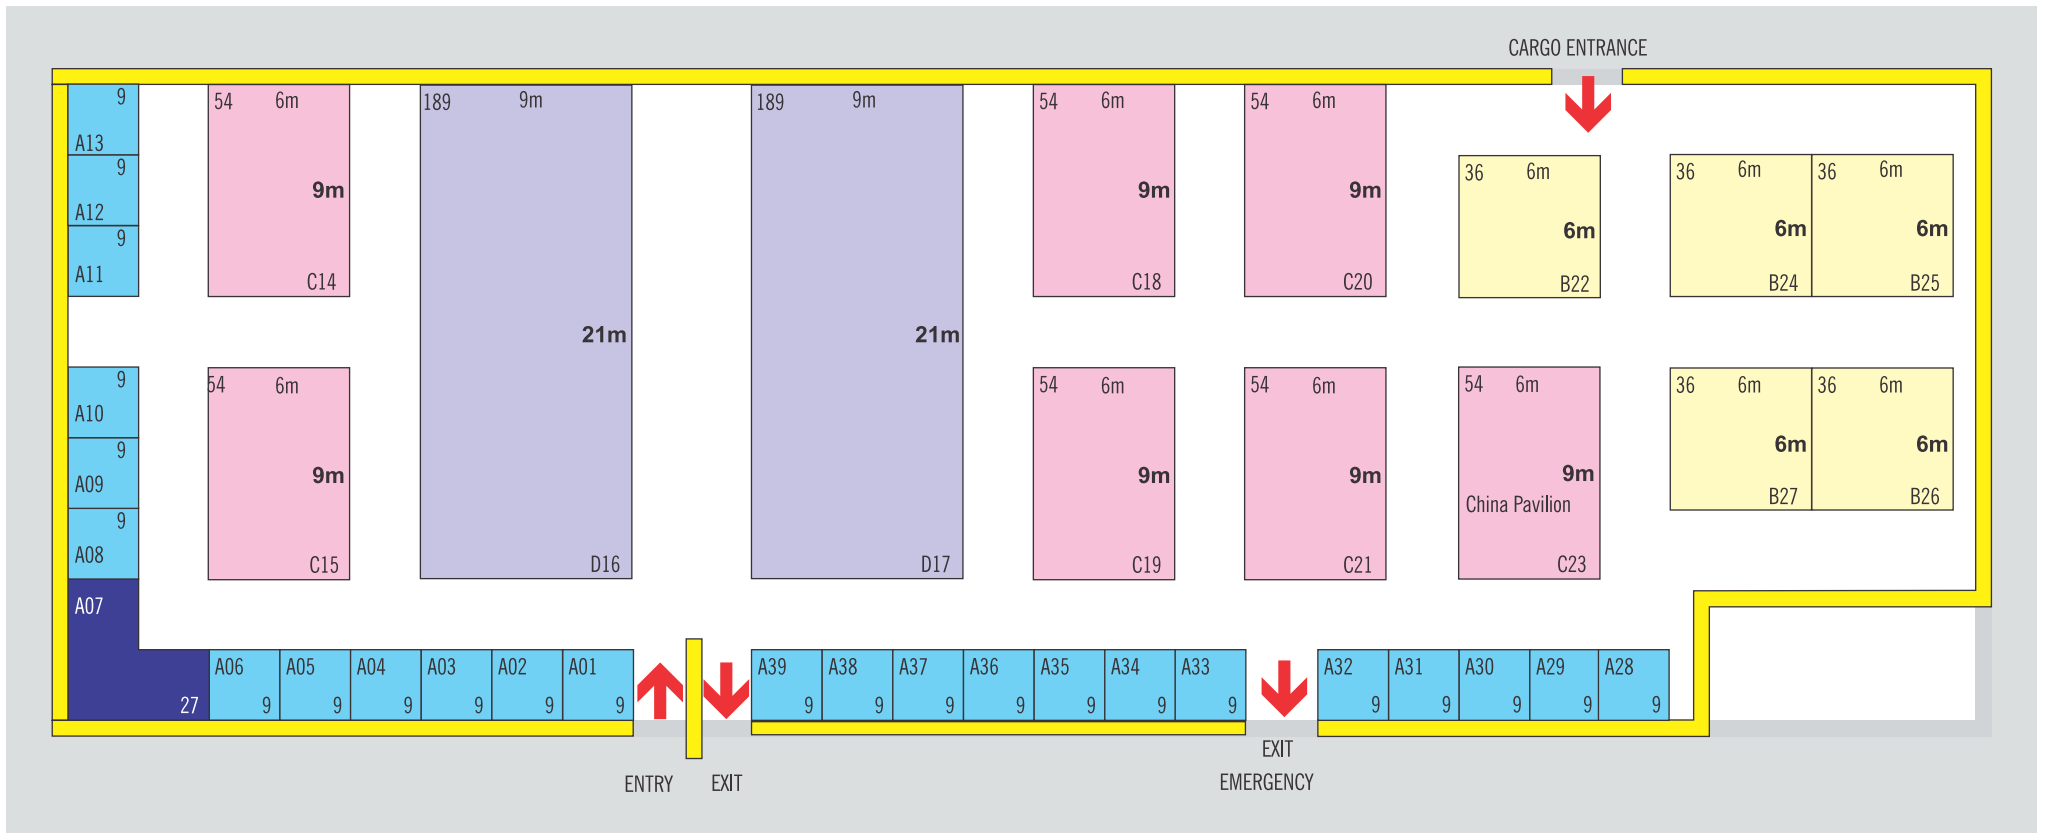 CARGO ENTRANCE
9
A13
9
A12
9
A11
54 6m
9m
C14
189 9m
21m
D16
189 9m
21m
D17
54 6m
9m
C18
54 6m
9m
C20
36 6m
6m
B22
36 6m
6m
B24
36 6m
6m
B25
9
A10
9
A09
9
A08
54 6m
9m
C15
54 6m
9m
C19
54 6m
9m
C21
54 6m
9m
China Pavilion
C23
36 6m
6m
B27
36 6m
6m
B26
A07
27
A06
9
A05
9
A04
9
A03
9
A02
9
A01
9
A39
9
A38
9
A37
9
A36
9
A35
9
A34
9
A33
9
A32
9
A31
9
A30
9
A29
9
A28
9
ENTRY
EXIT
EXIT
EMERGENCY